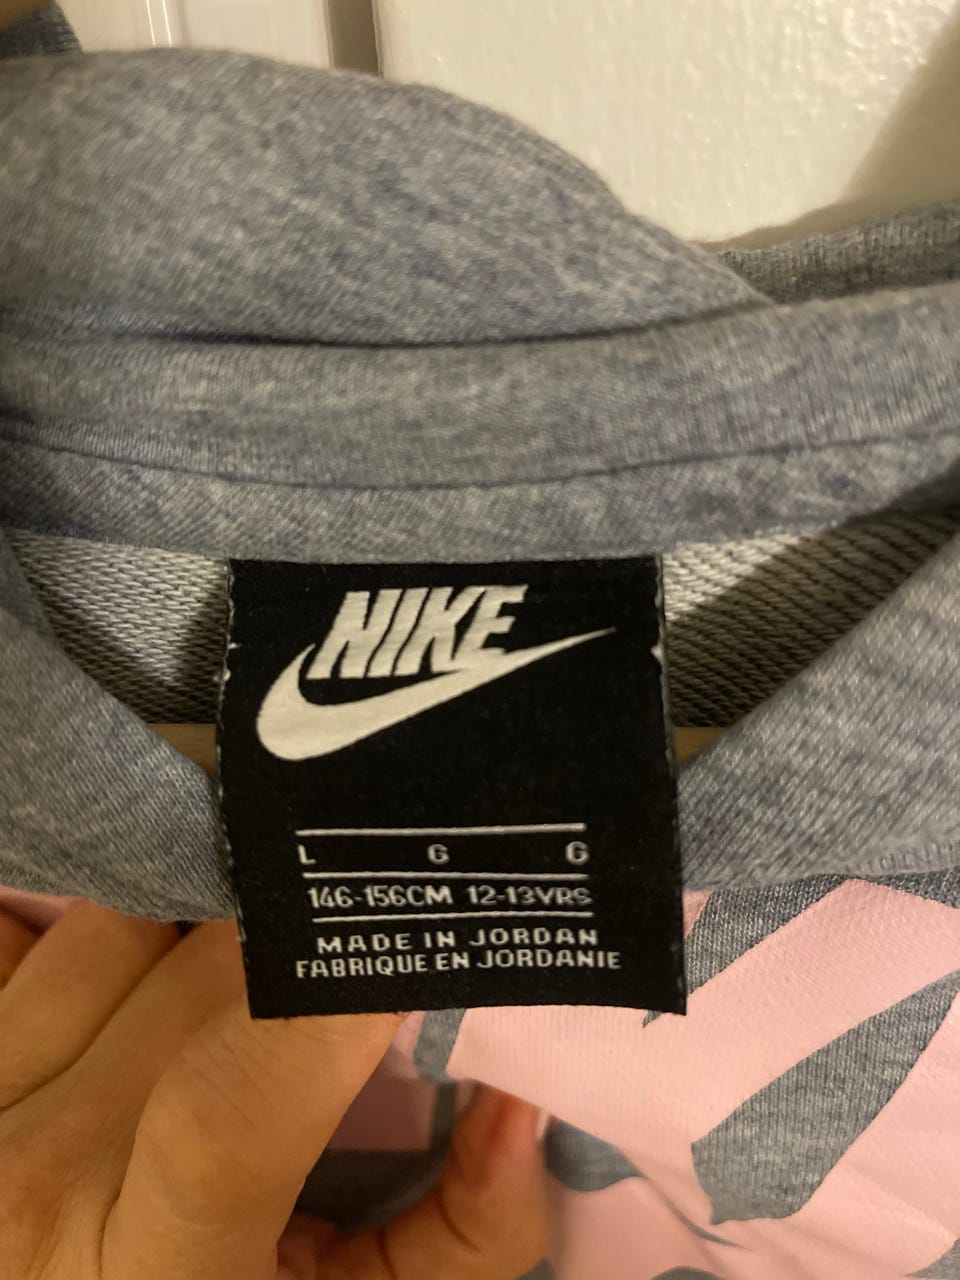 NIKE
L G G
146-156CM 12-13YRS
MADE IN JORDAN
FABRIQUE EN JORDANIE